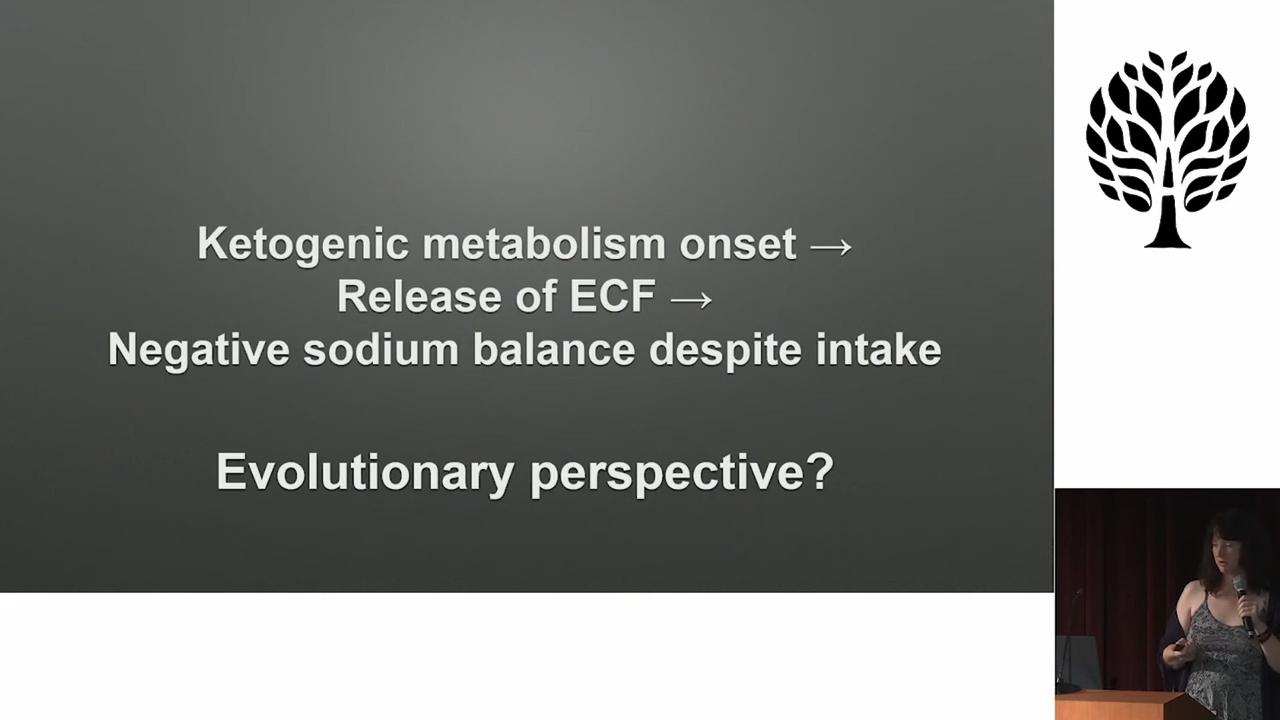 Ketogenic metabolism onset →
Release of ECF →
Negative sodium balance despite intake
Evolutionary perspective?